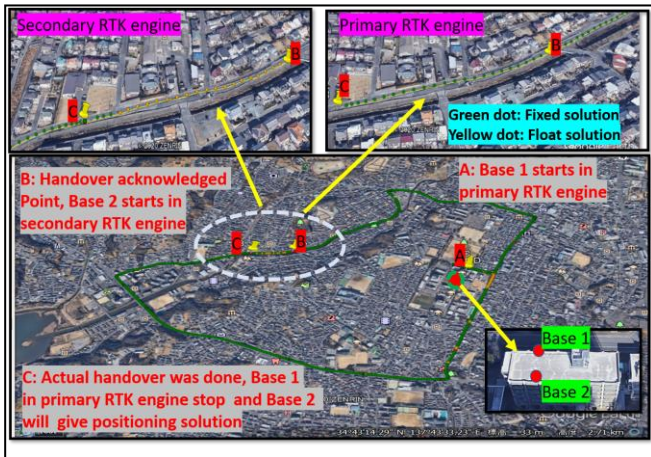 Secondary RTK engine
Primary RTK engine
B
C
B
C
Green dot: Fixed solution
Yellow dot: Float solution
B: Handover acknowledged
Point, Base 2 starts in
secondary RTK engine
A: Base 1 starts in
primary RTK engine
C
B
A
Base 1
Base 2
C: Actual handover was done, Base 1
in primary RTK engine stop and Base 2
will give positioning solution